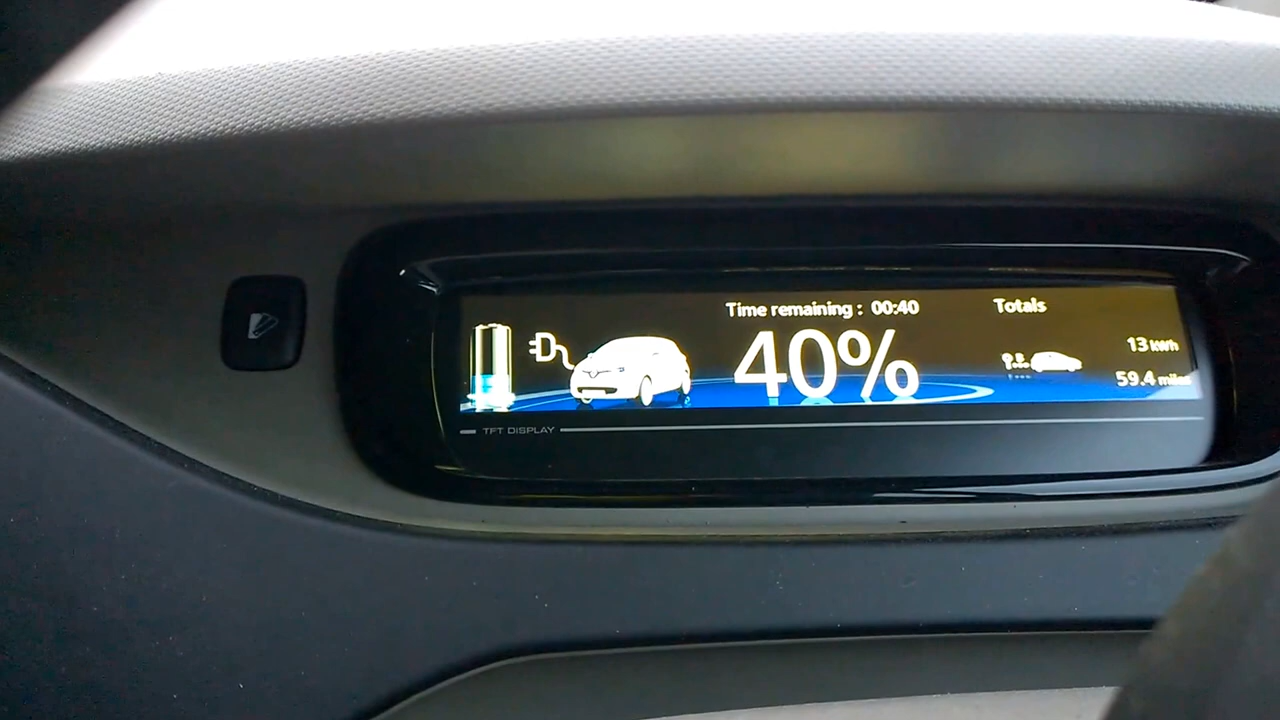 Time remaining : 00:40
Totals
40%
13 kWh
59.4 miles
TFT DISPLAY